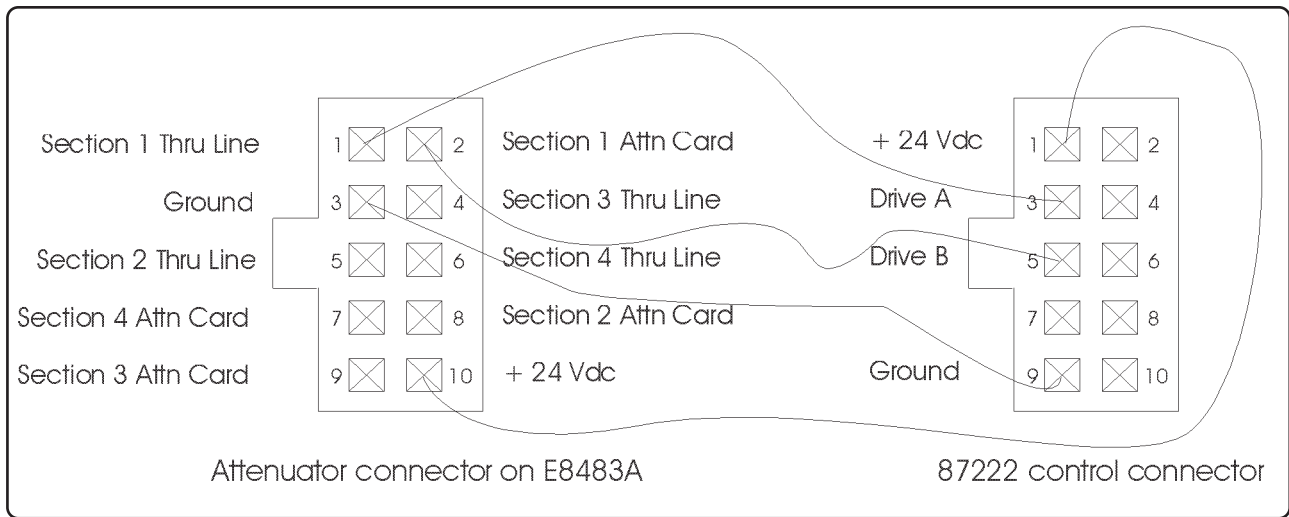 Section 1 Thru Line 1 2 Section 1 Attn Card + 24 Vdc 1 2
Ground 3 4 Section 3 Thru Line Drive A 3 4
Section 2 Thru Line 5 6 Section 4 Thru Line Drive B 5 6
Section 4 Attn Card 7 8 Section 2 Attn Card 7 8
Section 3 Attn Card 9 10 + 24 Vdc Ground 9 10
Attenuator connector on E8483A 87222 control connector